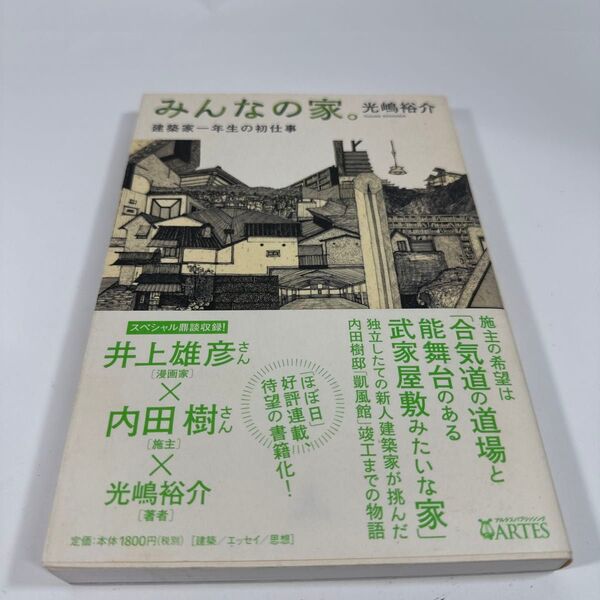 みんなの家。
光嶋裕介
建築家一年生の初仕事
施主の希望は
「合気道の道場と
能舞台のある
武家屋敷みたいな家」
独立したての新人建築家が挑んだ
内田樹邸「凱風館」竣工までの物語
「ほぼ日」
好評連載、
待望の書籍化!
スペシャル鼎談収録!
井上雄彦さん
[漫画家]
×
内田 樹さん
[施主]
×
光嶋裕介
[著者]
定価:本体1800円(税別) [建築/エッセイ/思想]
アルテスパブリッシング
ARTES